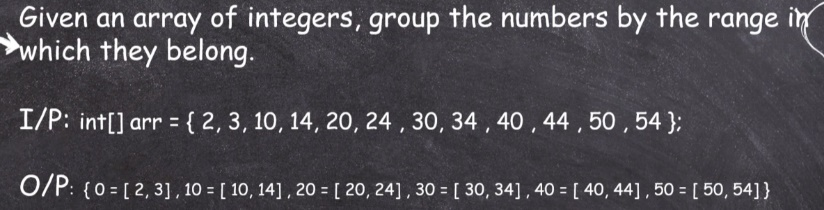 Given an array of integers, group the numbers by the range in
which they belong.
I/P: int[] arr = { 2, 3, 10, 14, 20, 24 , 30, 34 , 40 , 44 , 50 , 54 };
O/P: { 0 = [ 2, 3] , 10 = [ 10, 14] , 20 = [ 20, 24] , 30 = [ 30, 34] , 40 = [ 40, 44] , 50 = [ 50, 54] }